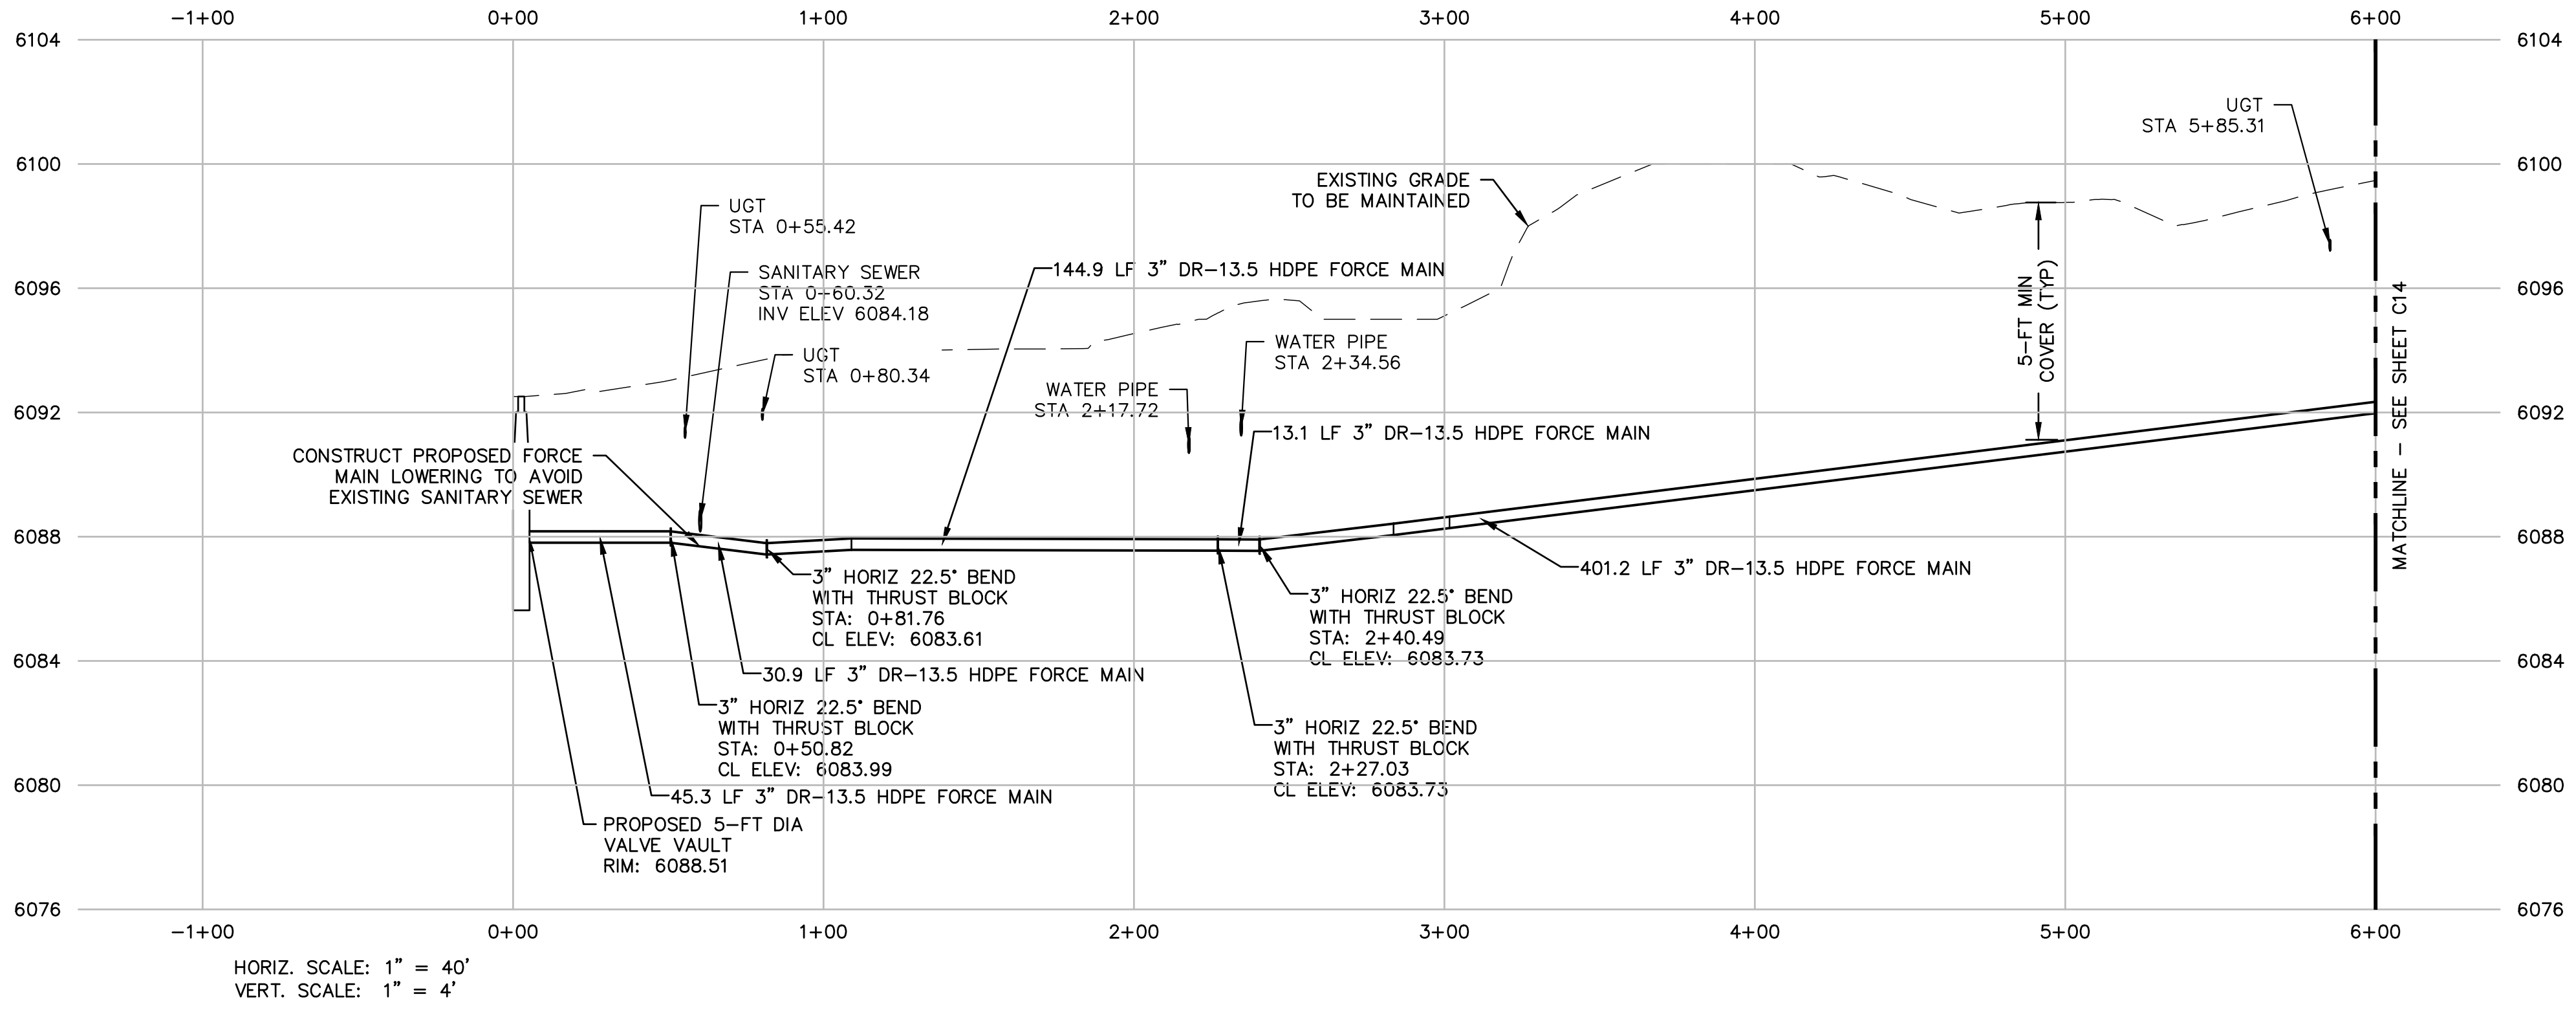 -1+00 0+00 1+00 2+00 3+00 4+00 5+00 6+00
6104 6104
UGT
STA 5+85.31
6100 6100
EXISTING GRADE
TO BE MAINTAINED
UGT
STA 0+55.42
144.9 LF 3" DR-13.5 HDPE FORCE MAIN
SANITARY SEWER
STA 0+60.32
INV ELEV 6084.18
6096 6096
5-FT MIN
COVER (TYP)
MATCHLINE - SEE SHEET C14
WATER PIPE
STA 2+34.56
UGT
STA 0+80.34
WATER PIPE
STA 2+17.72
6092 6092
13.1 LF 3" DR-13.5 HDPE FORCE MAIN
CONSTRUCT PROPOSED FORCE
MAIN LOWERING TO AVOID
EXISTING SANITARY SEWER
6088 6088
401.2 LF 3" DR-13.5 HDPE FORCE MAIN
3" HORIZ 22.5° BEND
WITH THRUST BLOCK
STA: 0+81.76
CL ELEV: 6083.61
3" HORIZ 22.5° BEND
WITH THRUST BLOCK
STA: 2+40.49
CL ELEV: 6083.73
6084 6084
30.9 LF 3" DR-13.5 HDPE FORCE MAIN
3" HORIZ 22.5° BEND
WITH THRUST BLOCK
STA: 0+50.82
CL ELEV: 6083.99
3" HORIZ 22.5° BEND
WITH THRUST BLOCK
STA: 2+27.03
CL ELEV: 6083.73
6080 6080
45.3 LF 3" DR-13.5 HDPE FORCE MAIN
PROPOSED 5-FT DIA
VALVE VAULT
RIM: 6088.51
6076 6076
-1+00 0+00 1+00 2+00 3+00 4+00 5+00 6+00
HORIZ. SCALE: 1" = 40'
VERT. SCALE: 1" = 4'